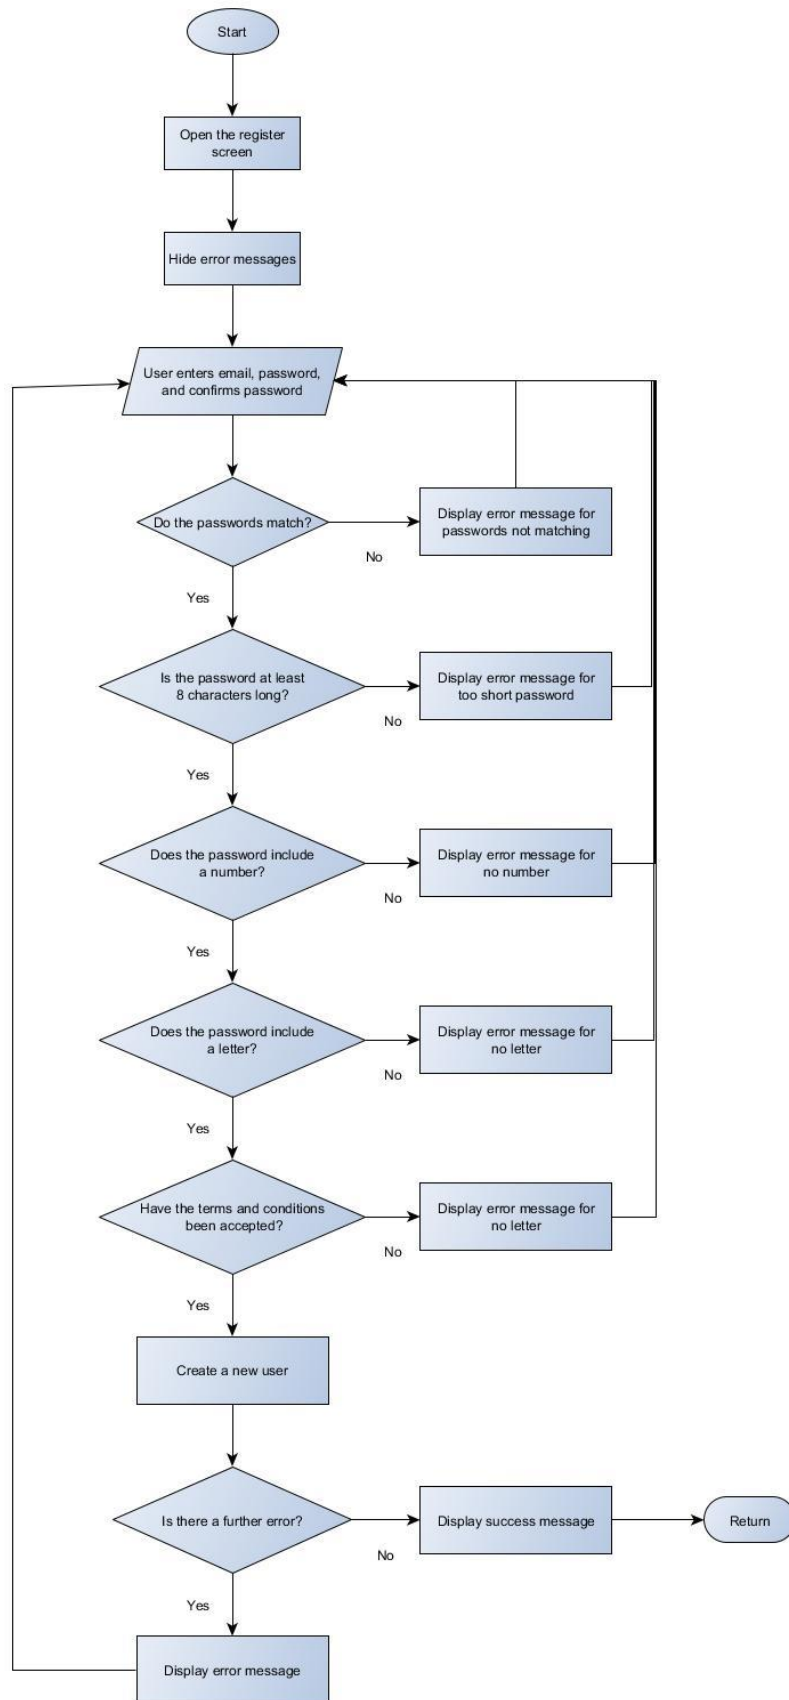 Start
Open the register
screen
Hide error messages
User enters email, password,
and confirms password
Do the passwords match?
No
Display error message for
passwords not matching
Yes
Is the password at least
8 characters long?
No
Display error message for
too short password
Yes
Does the password include
a number?
No
Display error message for
no number
Yes
Does the password include
a letter?
No
Display error message for
no letter
Yes
Have the terms and conditions
been accepted?
No
Display error message for
no letter
Yes
Create a new user
Is there a further error?
No
Display success message
Return
Yes
Display error message